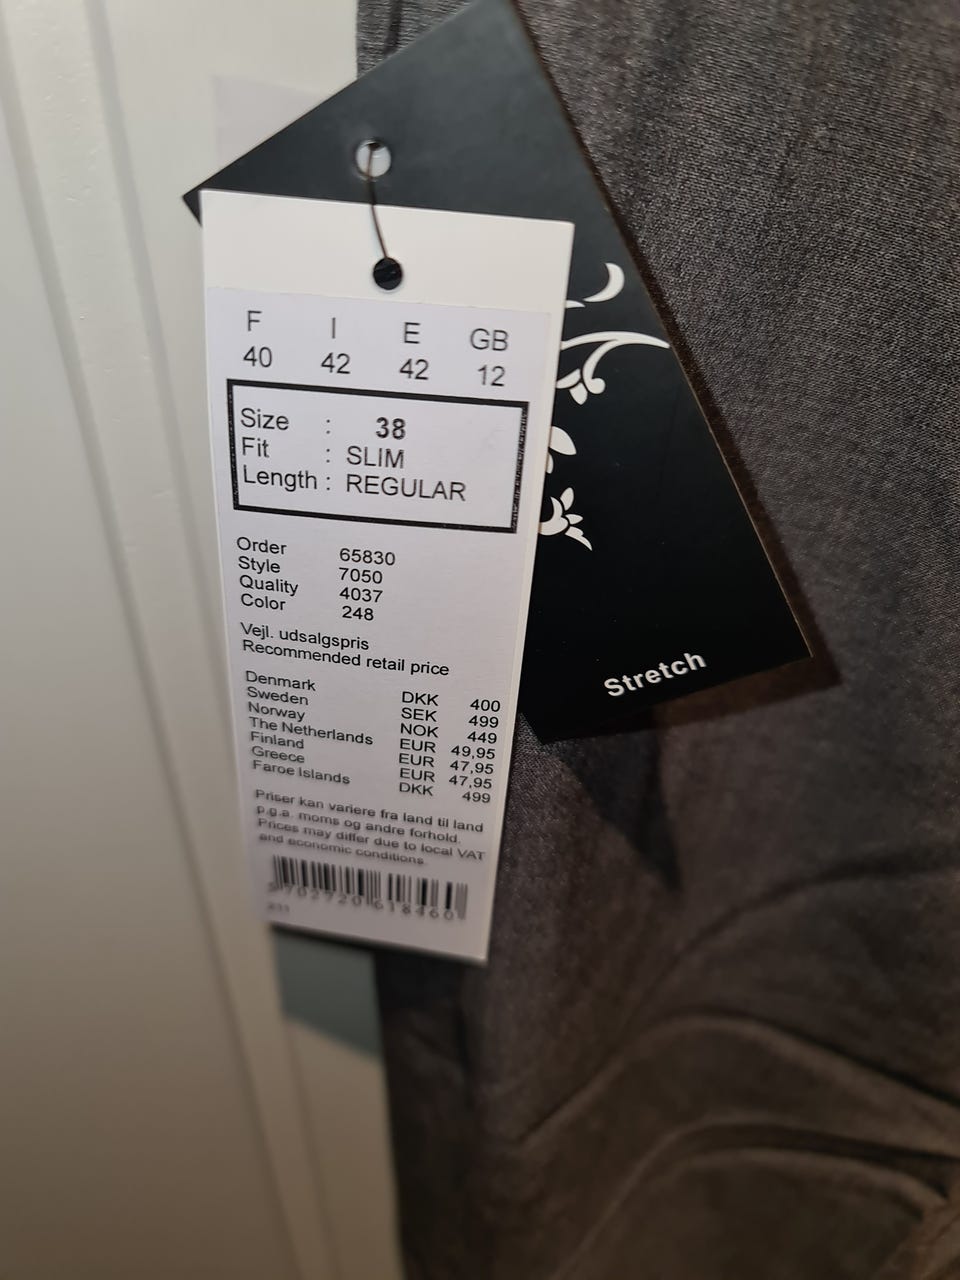 F I E GB
40 42 42 12
Size : 38
Fit : SLIM
Length : REGULAR
Order 65830
Style 7050
Quality 4037
Color 248
Vejl. udsalgspris
Recommended retail price
Denmark DKK 400
Sweden SEK 499
Norway NOK 449
The Netherlands EUR 49,95
Finland EUR 47,95
Greece EUR 47,95
Faroe Islands DKK 499
Priser kan variere fra land til land
p.g.a. moms og andre forhold.
Prices may differ due to local VAT
and economic conditions.
5702920618460
Stretch